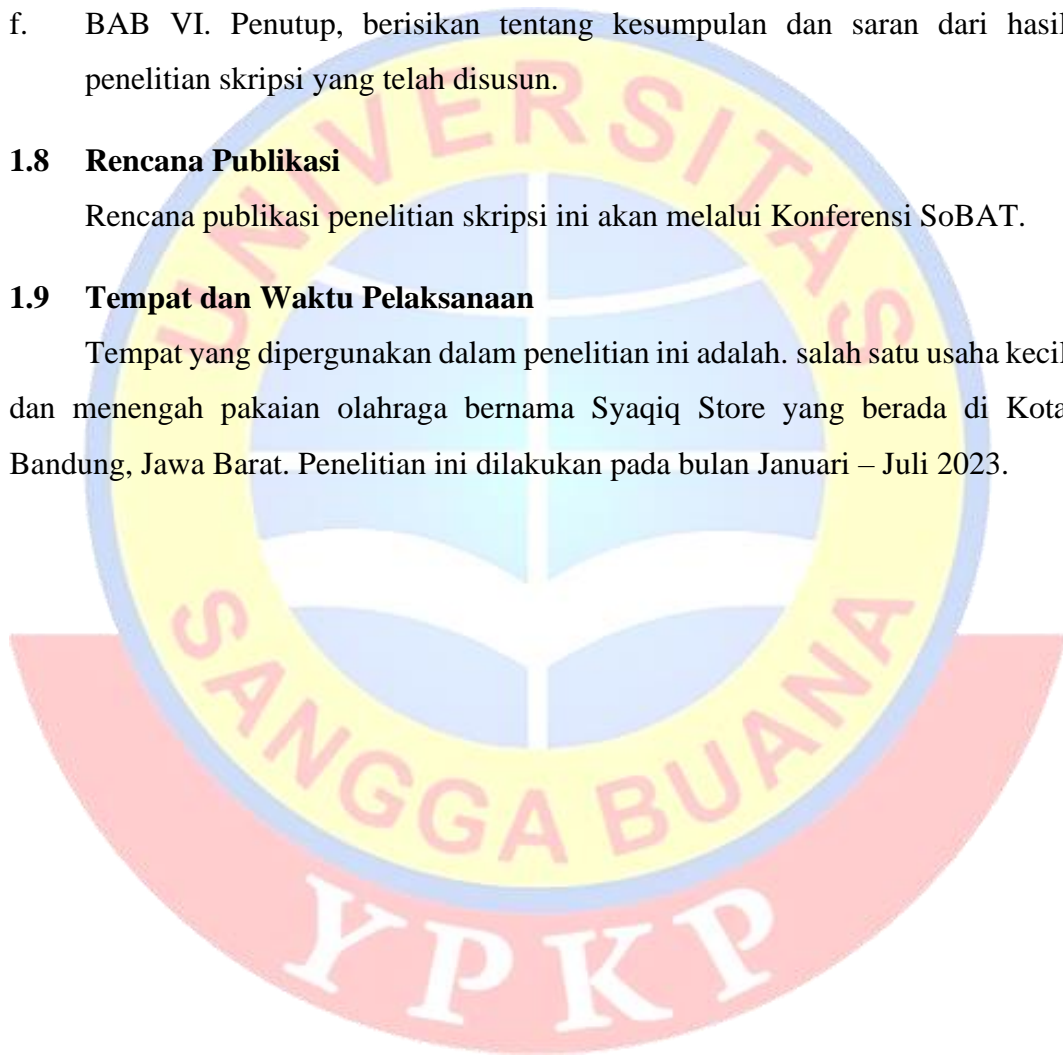 f. BAB VI. Penutup, berisikan tentang kesumpulan dan saran dari hasil
penelitian skripsi yang telah disusun.
1.8 Rencana Publikasi
Rencana publikasi penelitian skripsi ini akan melalui Konferensi SoBAT.
1.9 Tempat dan Waktu Pelaksanaan
Tempat yang dipergunakan dalam penelitian ini adalah. salah satu usaha kecil
dan menengah pakaian olahraga bernama Syaqiq Store yang berada di Kota
Bandung, Jawa Barat. Penelitian ini dilakukan pada bulan Januari – Juli 2023.
UNIVERSITAS
SANGGA BUANA
YPKP